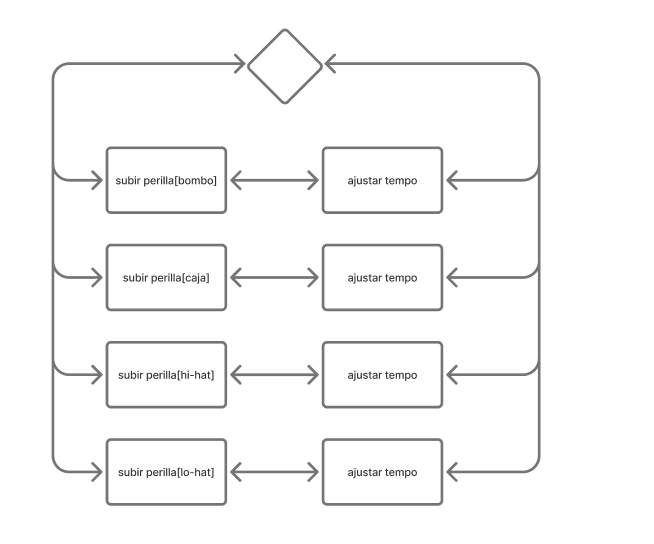 subir perilla[bombo]
ajustar tempo
subir perilla[caja]
ajustar tempo
subir perilla[hi-hat]
ajustar tempo
subir perilla[lo-hat]
ajustar tempo